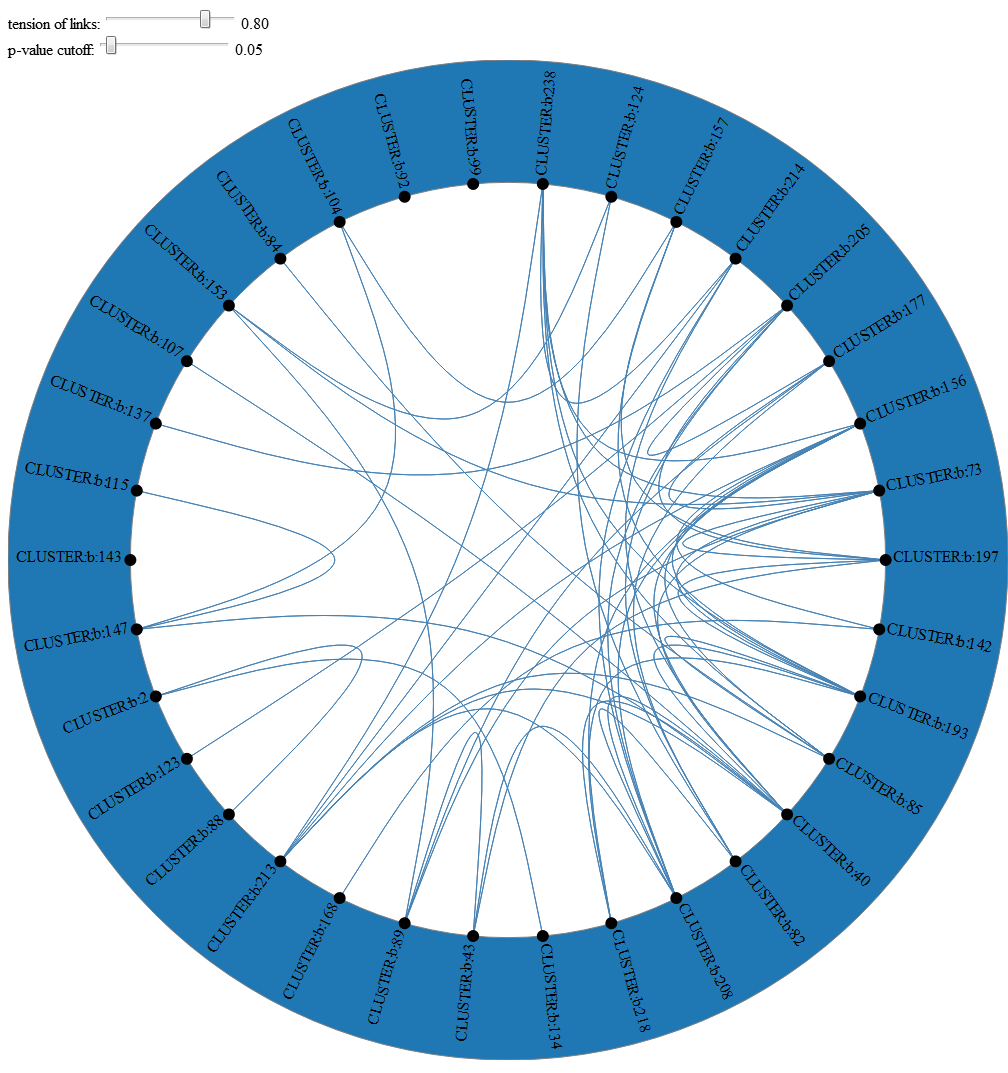 tension of links: 0.80
p-value cutoff: 0.05
CLUSTER:b:238
CLUSTER:b:124
CLUSTER:b:157
CLUSTER:b:214
CLUSTER:b:205
CLUSTER:b:177
CLUSTER:b:156
CLUSTER:b:73
CLUSTER:b:197
CLUSTER:b:142
CLUSTER:b:193
CLUSTER:b:85
CLUSTER:b:40
CLUSTER:b:82
CLUSTER:b:208
CLUSTER:b:218
CLUSTER:b:134
CLUSTER:b:43
CLUSTER:b:89
CLUSTER:b:168
CLUSTER:b:213
CLUSTER:b:88
CLUSTER:b:123
CLUSTER:b:2
CLUSTER:b:147
CLUSTER:b:143
CLUSTER:b:115
CLUSTER:b:137
CLUSTER:b:107
CLUSTER:b:153
CLUSTER:b:84
CLUSTER:b:104
CLUSTER:b:92
CLUSTER:b:99